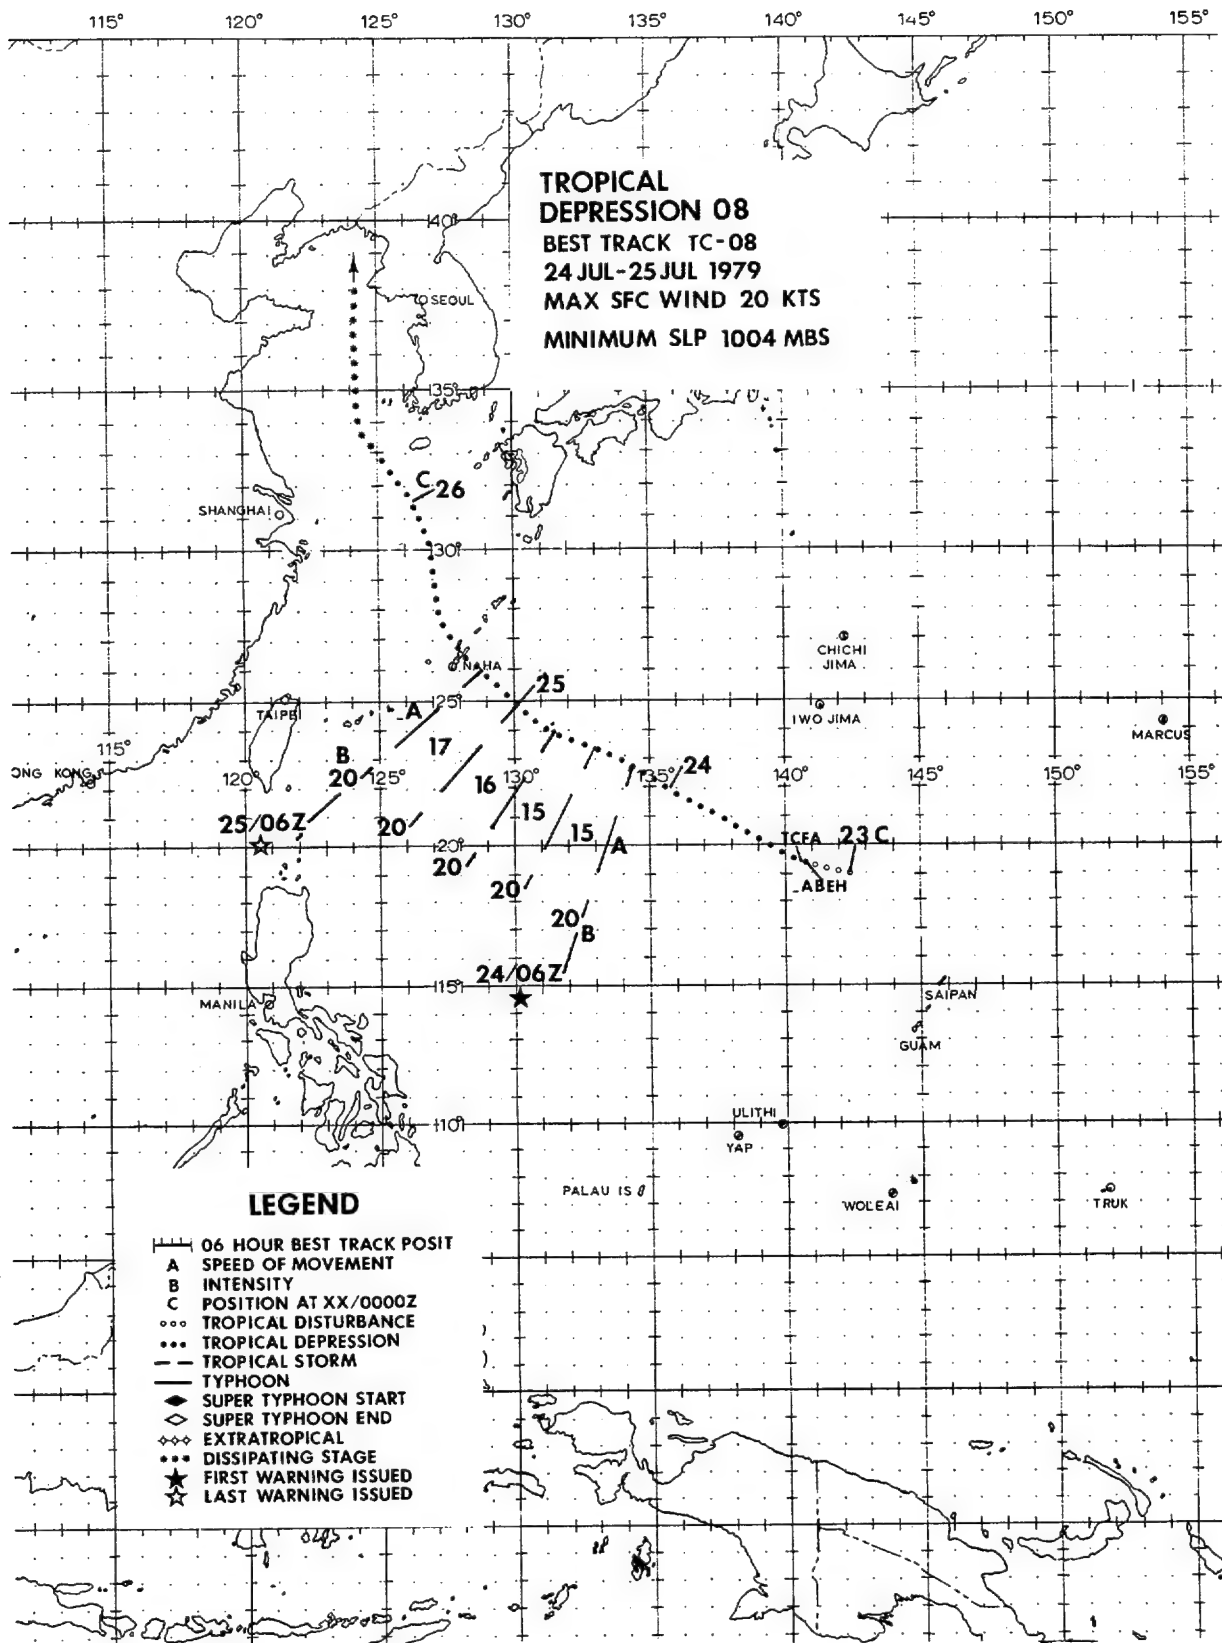 115° 120° 125° 130° 135° 140° 145° 150° 155°
TROPICAL
DEPRESSION 08
BEST TRACK TC-08
24 JUL-25 JUL 1979
MAX SFC WIND 20 KTS
MINIMUM SLP 1004 MBS
40°
SEOUL
35°
C 26
SHANGHAI
30°
CHICHI
JIMA
NAHA
25
25°
TAIPEI
A
IWO JIMA
MARCUS
115°
17
B
24
ONG KONG
120° 20 125° 16 130° 135° 140° 145° 150° 155°
15
25/06Z 20
15
TCFA 23 C
20° A
20
ABEH
20
20
B
24/06Z
15°
MANILA
SAIPAN
GUAM
ULITHI
10°
YAP
PALAU IS
WOLEAI
TRUK
LEGEND
06 HOUR BEST TRACK POSIT
A SPEED OF MOVEMENT
B INTENSITY
C POSITION AT XX/0000Z
TROPICAL DISTURBANCE
TROPICAL DEPRESSION
TROPICAL STORM
TYPHOON
SUPER TYPHOON START
SUPER TYPHOON END
EXTRATROPICAL
DISSIPATING STAGE
FIRST WARNING ISSUED
LAST WARNING ISSUED